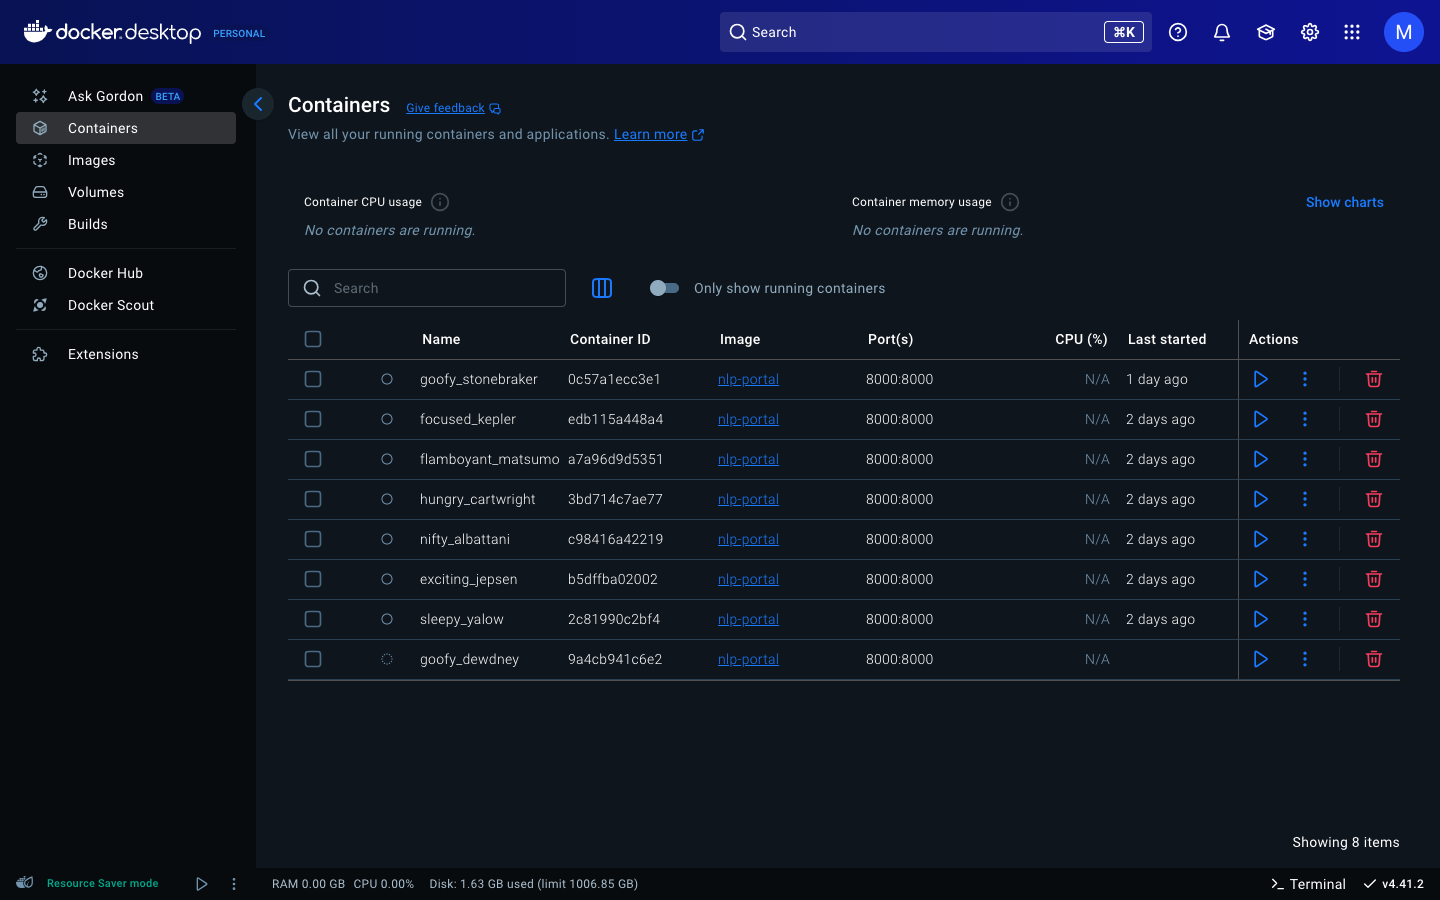 docker.desktop PERSONAL
Search ⌘K
M
Ask Gordon BETA
Containers
Images
Volumes
Builds
Docker Hub
Docker Scout
Extensions
Containers Give feedback
View all your running containers and applications. Learn more
Container CPU usage
No containers are running.
Container memory usage
No containers are running.
Show charts
Search
Only show running containers
Name Container ID Image Port(s) CPU (%) Last started Actions
goofy_stonebraker 0c57a1ecc3e1 nlp-portal 8000:8000 N/A 1 day ago
focused_kepler edb115a448a4 nlp-portal 8000:8000 N/A 2 days ago
flamboyant_matsumo a7a96d9d5351 nlp-portal 8000:8000 N/A 2 days ago
hungry_cartwright 3bd714c7ae77 nlp-portal 8000:8000 N/A 2 days ago
nifty_albattani c98416a42219 nlp-portal 8000:8000 N/A 2 days ago
exciting_jepsen b5dffba02002 nlp-portal 8000:8000 N/A 2 days ago
sleepy_yalow 2c81990c2bf4 nlp-portal 8000:8000 N/A 2 days ago
goofy_dewdney 9a4cb941c6e2 nlp-portal 8000:8000 N/A
Showing 8 items
Resource Saver mode
RAM 0.00 GB CPU 0.00% Disk: 1.63 GB used (limit 1006.85 GB)
Terminal v4.41.2